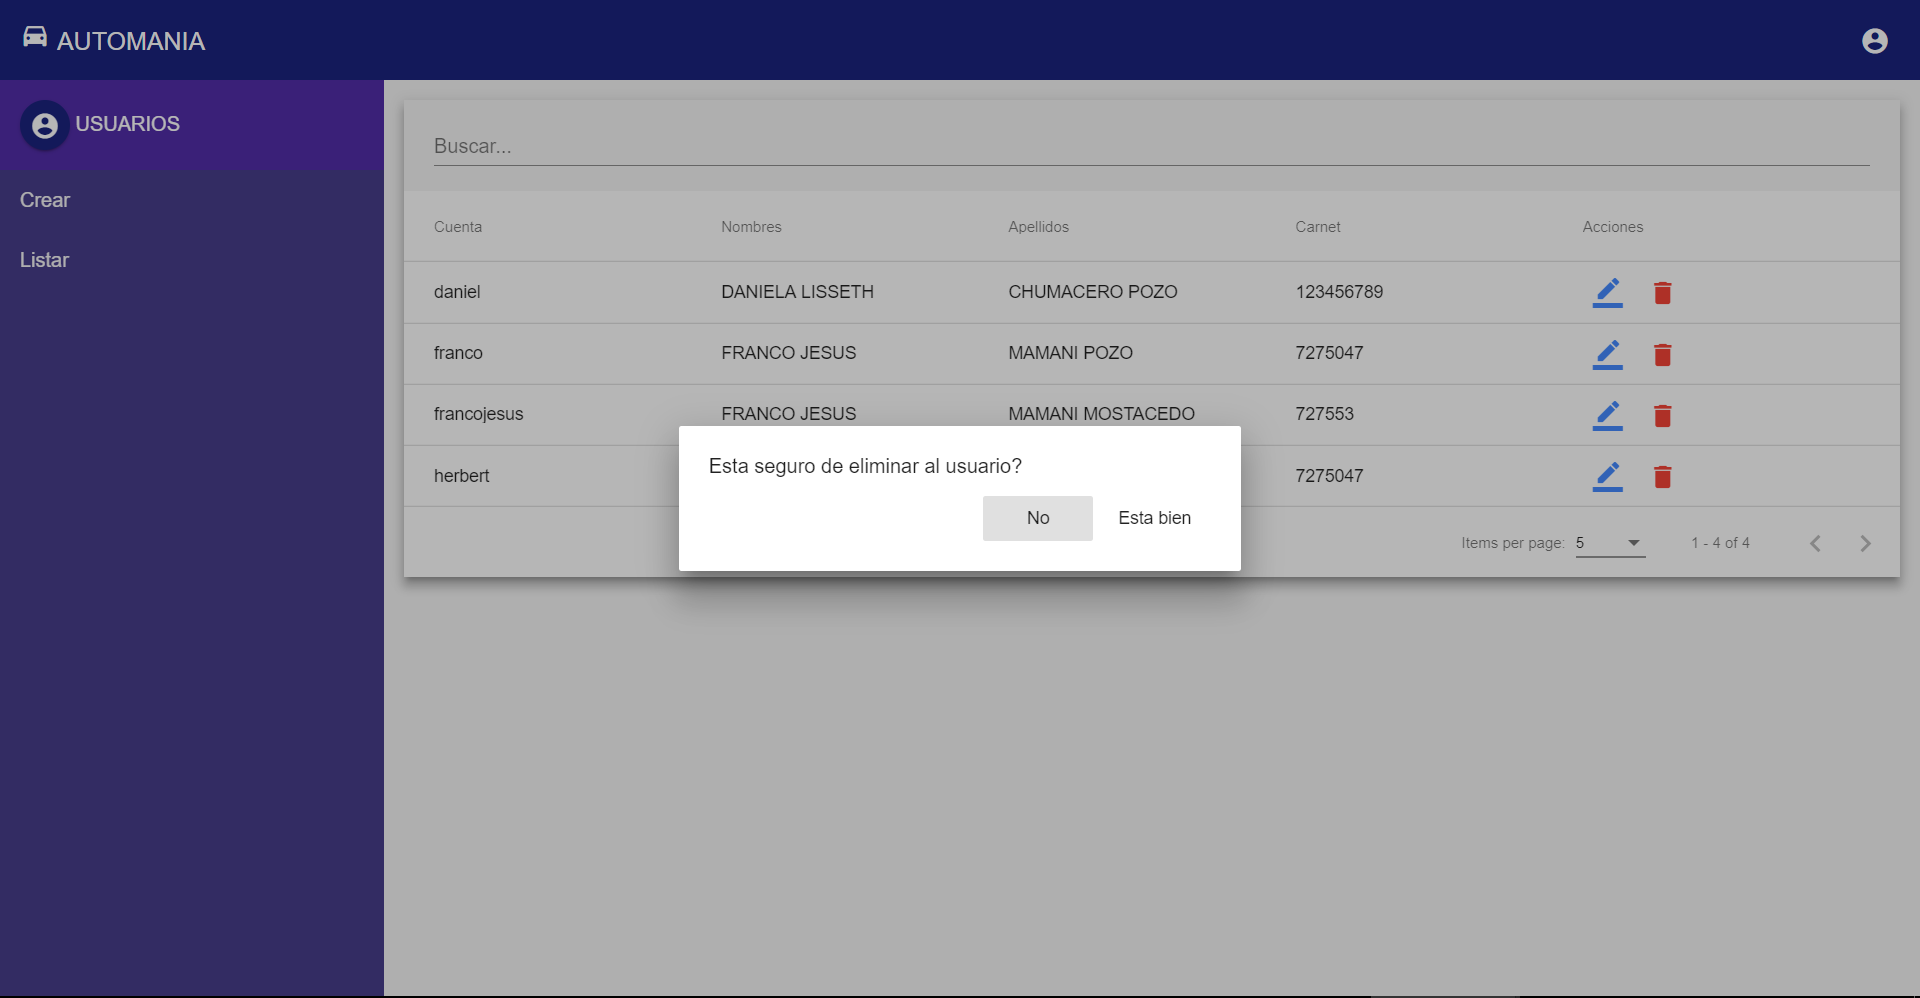 AUTOMANIA
USUARIOS
Crear
Listar
Buscar...
Cuenta Nombres Apellidos Carnet Acciones
daniel DANIELA LISSETH CHUMACERO POZO 123456789
franco FRANCO JESUS MAMANI POZO 7275047
francojesus FRANCO JESUS MAMANI MOSTACEDO 727553
herbert 7275047
Esta seguro de eliminar al usuario?
No Esta bien
Items per page: 5 1 - 4 of 4